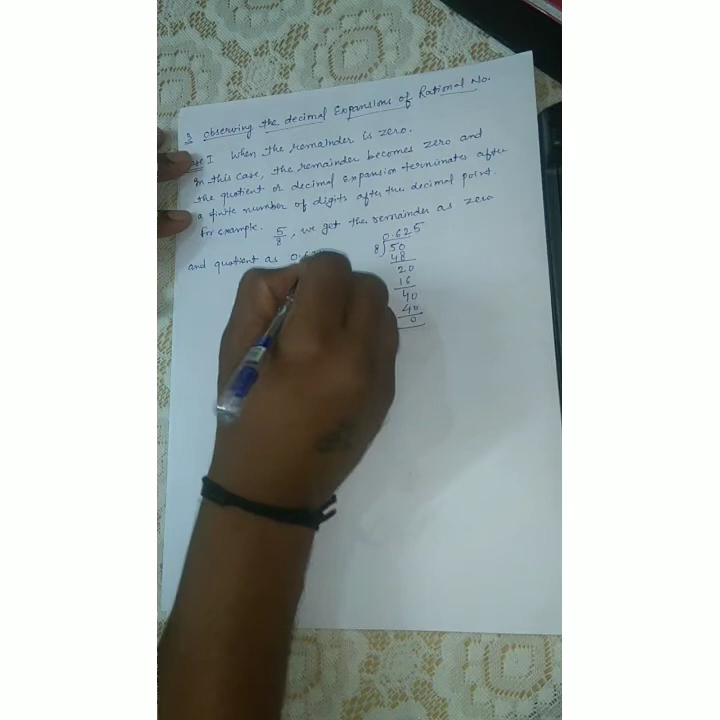 3 Observing the decimal Expansions of Rational No.
Case I When the remainder is zero.
In this case, the remainder becomes zero and
the quotient or decimal expansion terminates after
a finite number of digits after the decimal point.
For example. 5/8, we get the remainder as zero
and quotient as
0.625
8)50
48
20
16
40
40
0